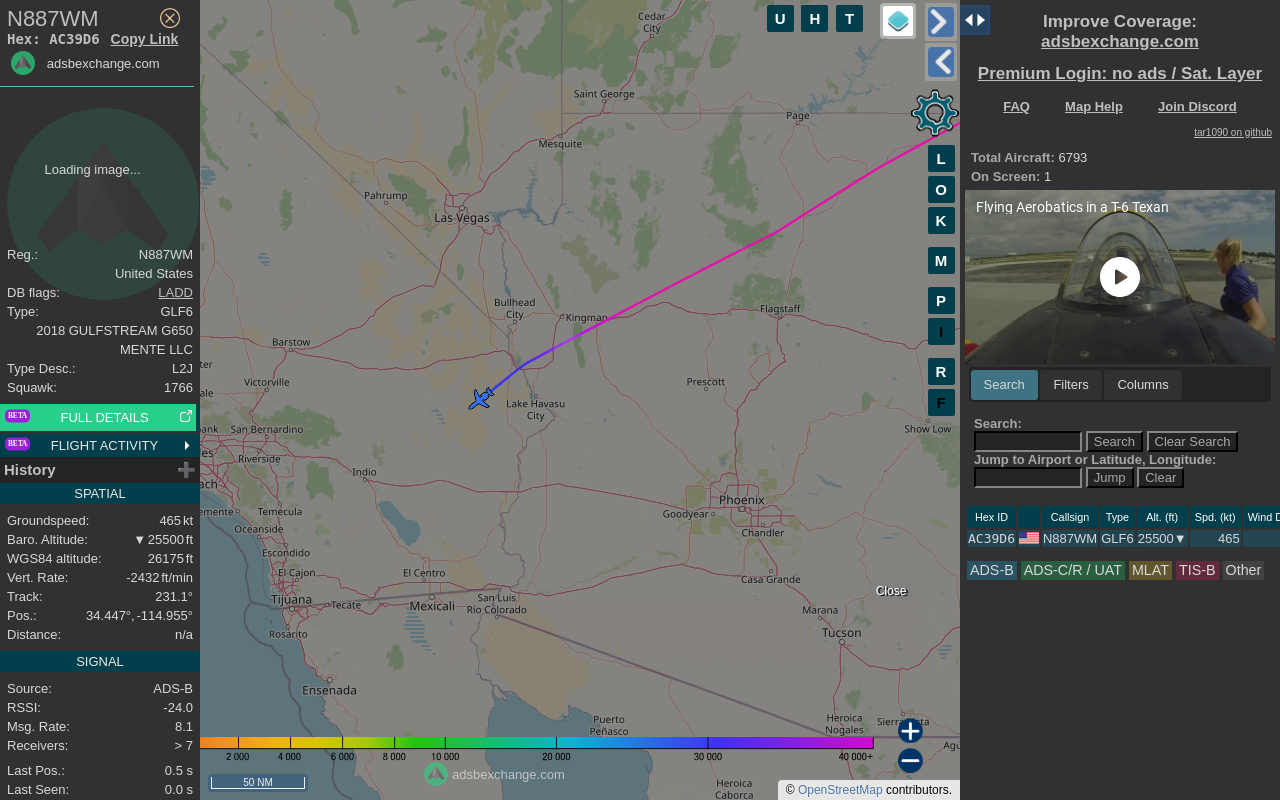 N887WM
Hex: AC39D6 Copy Link
adsbexchange.com
Loading image...
Reg.: N887WM
United States
DB flags: LADD
Type: GLF6
2018 GULFSTREAM G650
MENTE LLC
Type Desc.: L2J
Squawk: 1766
BETA FULL DETAILS
BETA FLIGHT ACTIVITY
History
SPATIAL
Groundspeed: 465 kt
Baro. Altitude: ▼ 25500 ft
WGS84 altitude: 26175 ft
Vert. Rate: -2432 ft/min
Track: 231.1°
Pos.: 34.447°, -114.955°
Distance: n/a
SIGNAL
Source: ADS-B
RSSI: -24.0
Msg. Rate: 8.1
Receivers: > 7
Last Pos.: 0.5 s
Last Seen: 0.0 s
Cedar
City
Saint George
Page
Mesquite
Pahrump
Las Vegas
Bullhead
City
Kingman
Flagstaff
Barstow
Victorville
Lake Havasu
City
Prescott
Show Low
bank
San Bernardino
Riverside
Indio
Phoenix
Goodyear
Chandler
Temecula
Oceanside
Escondido
El Cajon
El Centro
Casa Grande
Tijuana
Tecate
Mexicali
San Luis
Río Colorado
Rosarito
Marana
Tucson
Ensenada
Puerto
Peñasco
Heroica
Nogales
Heroica
Caborca
Close
U H T
L
O
K
M
P
I
R
F
2 000 4 000 6 000 8 000 10 000 20 000 30 000 40 000+
50 NM
adsbexchange.com
© OpenStreetMap contributors.
Improve Coverage:
adsbexchange.com
Premium Login: no ads / Sat. Layer
FAQ Map Help Join Discord
tar1090 on github
Total Aircraft: 6793
On Screen: 1
Flying Aerobatics in a T-6 Texan
Search Filters Columns
Search:
Search Clear Search
Jump to Airport or Latitude, Longitude:
Jump Clear
Hex ID Callsign Type Alt. (ft) Spd. (kt) Wind D
AC39D6 N887WM GLF6 25500▼ 465
ADS-B ADS-C/R / UAT MLAT TIS-B Other